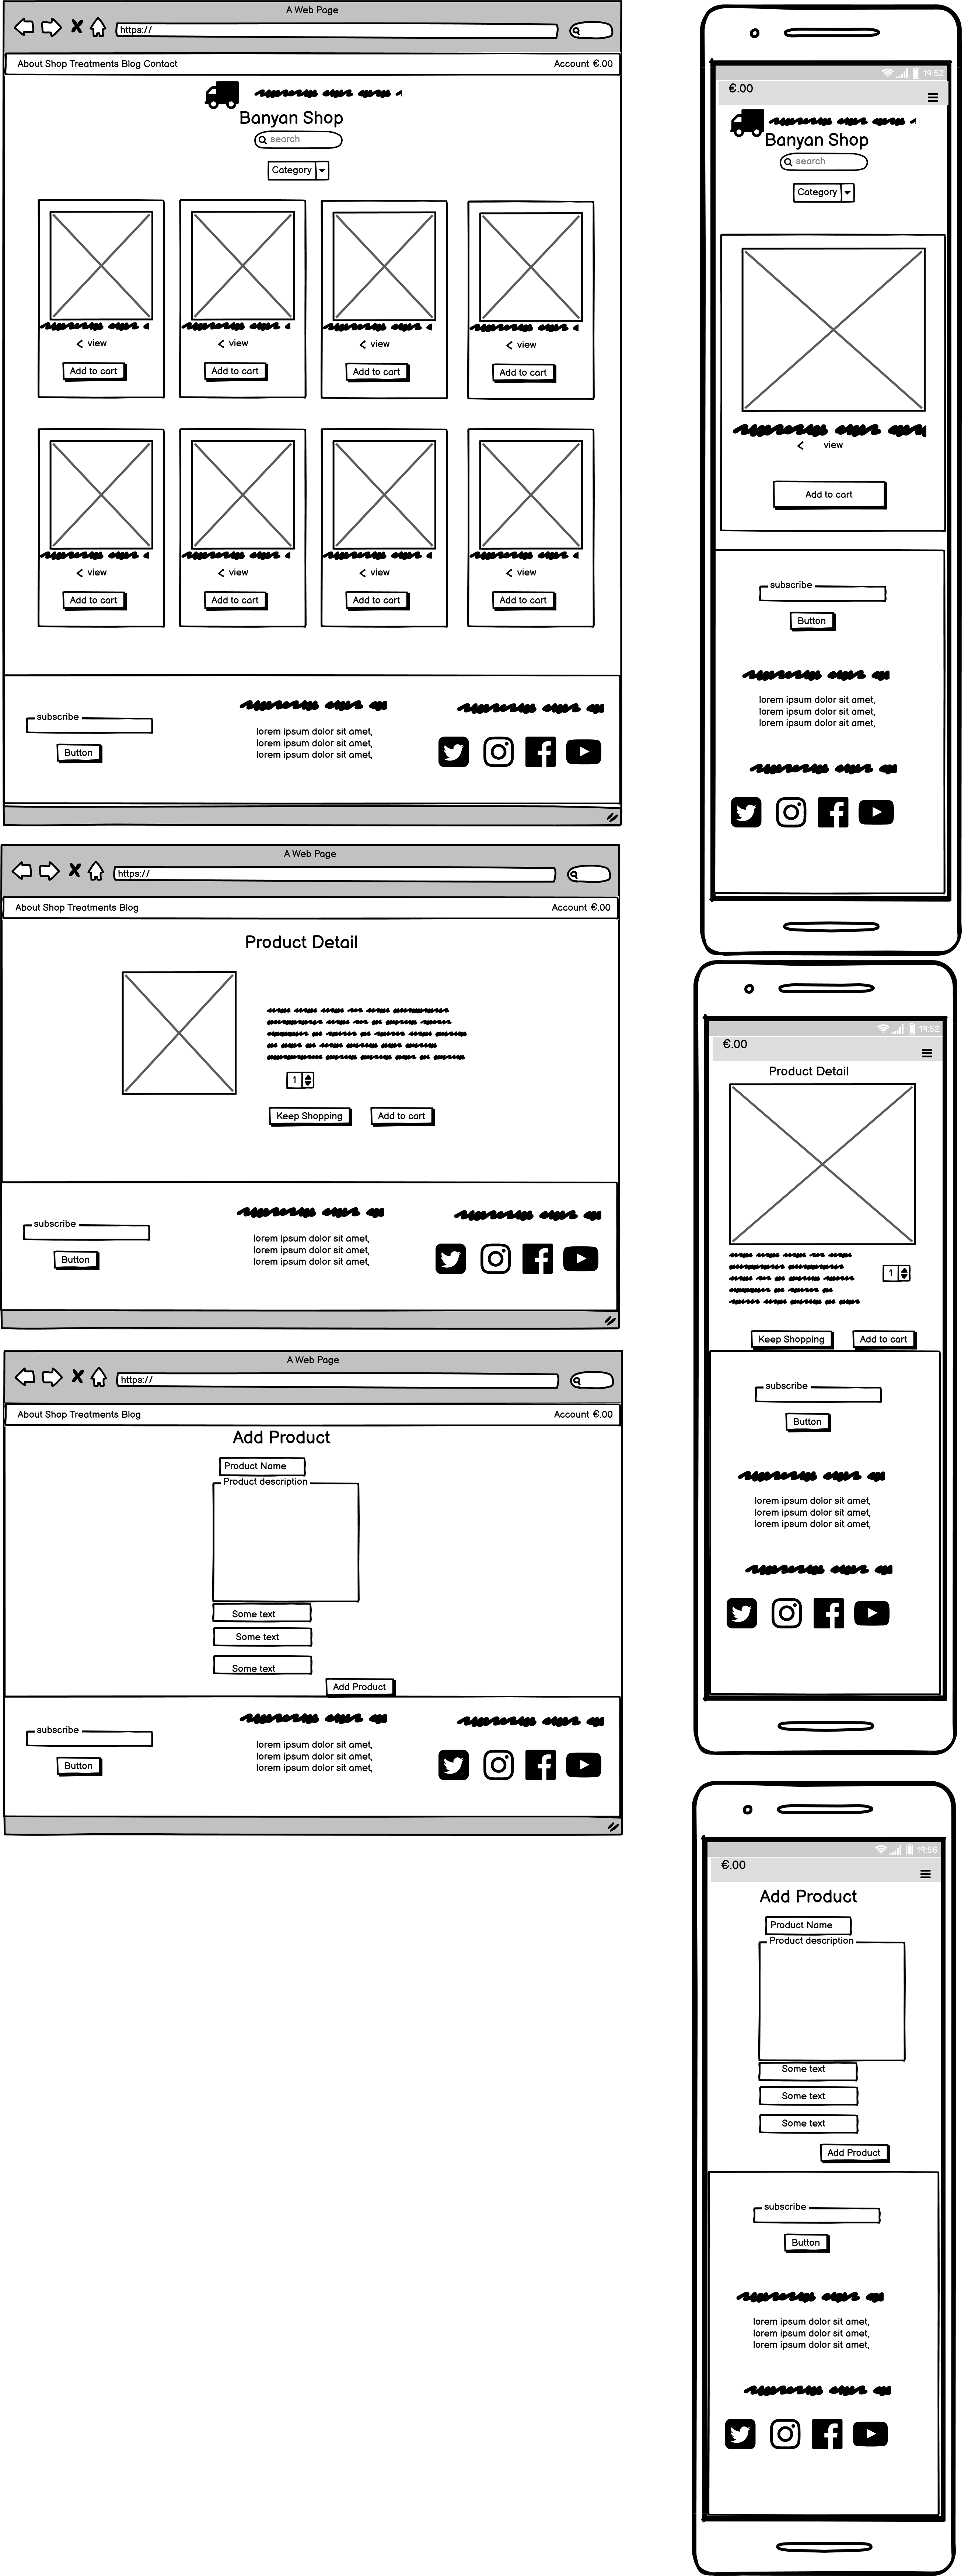 A Web Page
https://
About Shop Treatments Blog Contact
Account €.00
Banyan Shop
search
Category
view view view view
Add to cart Add to cart Add to cart Add to cart
view view view view
Add to cart Add to cart Add to cart Add to cart
subscribe
Button
lorem ipsum dolor sit amet,
lorem ipsum dolor sit amet,
lorem ipsum dolor sit amet,
A Web Page
https://
About Shop Treatments Blog
Account €.00
Product Detail
1
Keep Shopping Add to cart
subscribe
Button
lorem ipsum dolor sit amet,
lorem ipsum dolor sit amet,
lorem ipsum dolor sit amet,
A Web Page
https://
About Shop Treatments Blog
Account €.00
Add Product
Product Name
Product description
Some text
Some text
Some text
Add Product
subscribe
Button
lorem ipsum dolor sit amet,
lorem ipsum dolor sit amet,
lorem ipsum dolor sit amet,
19:52
€.00
Banyan Shop
search
Category
view
Add to cart
subscribe
Button
lorem ipsum dolor sit amet,
lorem ipsum dolor sit amet,
lorem ipsum dolor sit amet,
19:52
€.00
Product Detail
1
Keep Shopping Add to cart
subscribe
Button
lorem ipsum dolor sit amet,
lorem ipsum dolor sit amet,
lorem ipsum dolor sit amet,
19:56
€.00
Add Product
Product Name
Product description
Some text
Some text
Some text
Add Product
subscribe
Button
lorem ipsum dolor sit amet,
lorem ipsum dolor sit amet,
lorem ipsum dolor sit amet,